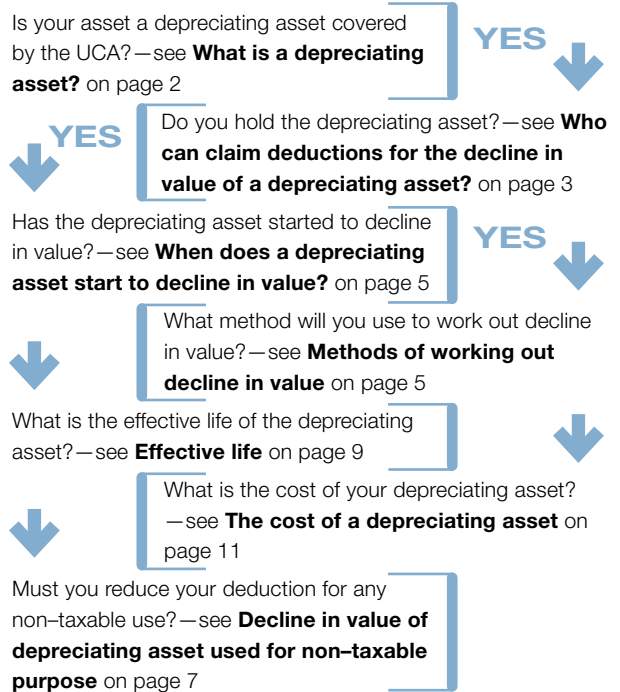 Is your asset a depreciating asset covered
by the UCA?—see What is a depreciating
asset? on page 2
YES
Do you hold the depreciating asset?—see Who
can claim deductions for the decline in
value of a depreciating asset? on page 3
YES
Has the depreciating asset started to decline
in value?—see When does a depreciating
asset start to decline in value? on page 5
YES
What method will you use to work out decline
in value?—see Methods of working out
decline in value on page 5
What is the effective life of the depreciating
asset?—see Effective life on page 9
What is the cost of your depreciating asset?
—see The cost of a depreciating asset on
page 11
Must you reduce your deduction for any
non–taxable use?—see Decline in value of
depreciating asset used for non–taxable
purpose on page 7